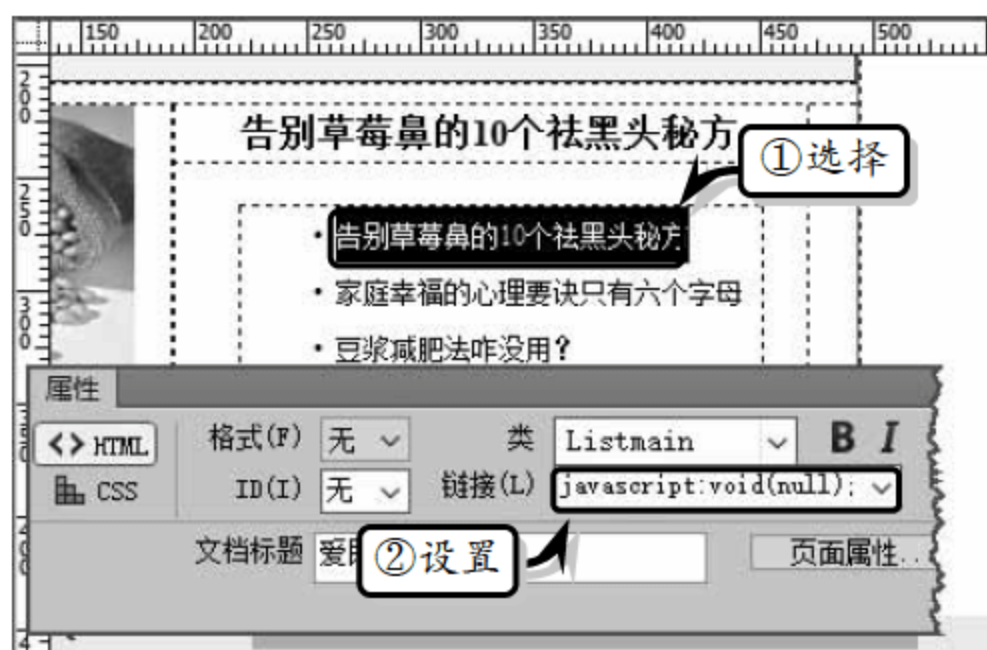 150 200 250 300 350 400 450 500
200
告别草莓鼻的10个祛黑头秘方
①选择
250
• 告别草莓鼻的10个祛黑头秘方
300
• 家庭幸福的心理要诀只有六个字母
• 豆浆减肥法咋没用？
属性
<> HTML 格式(F) 无 类 Listmain B I
CSS ID(I) 无 链接(L) javascript:void(null);
文档标题 爱 ②设置 页面属性...